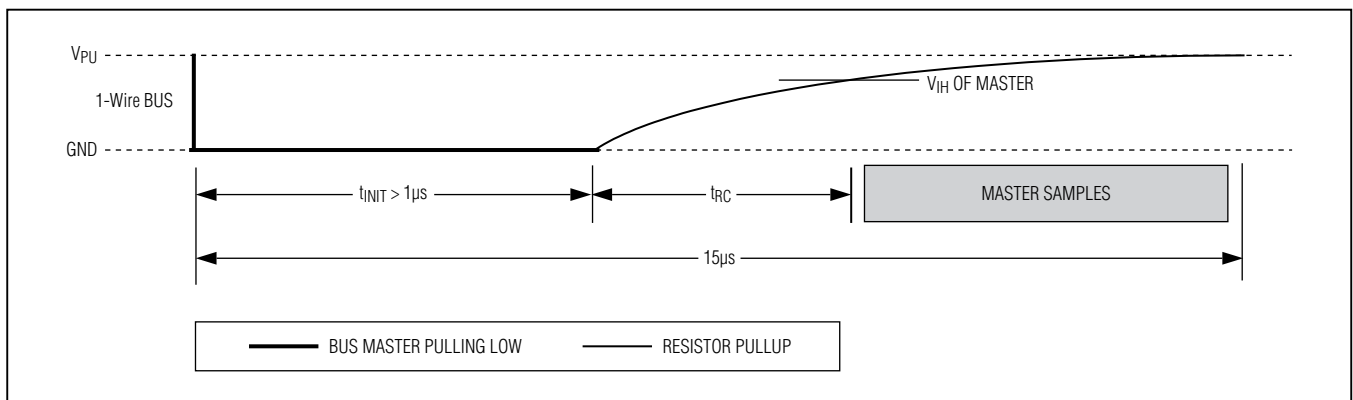 VPU
1-Wire BUS
GND
VIH OF MASTER
tINIT > 1µs
tRC
MASTER SAMPLES
15µs
BUS MASTER PULLING LOW
RESISTOR PULLUP